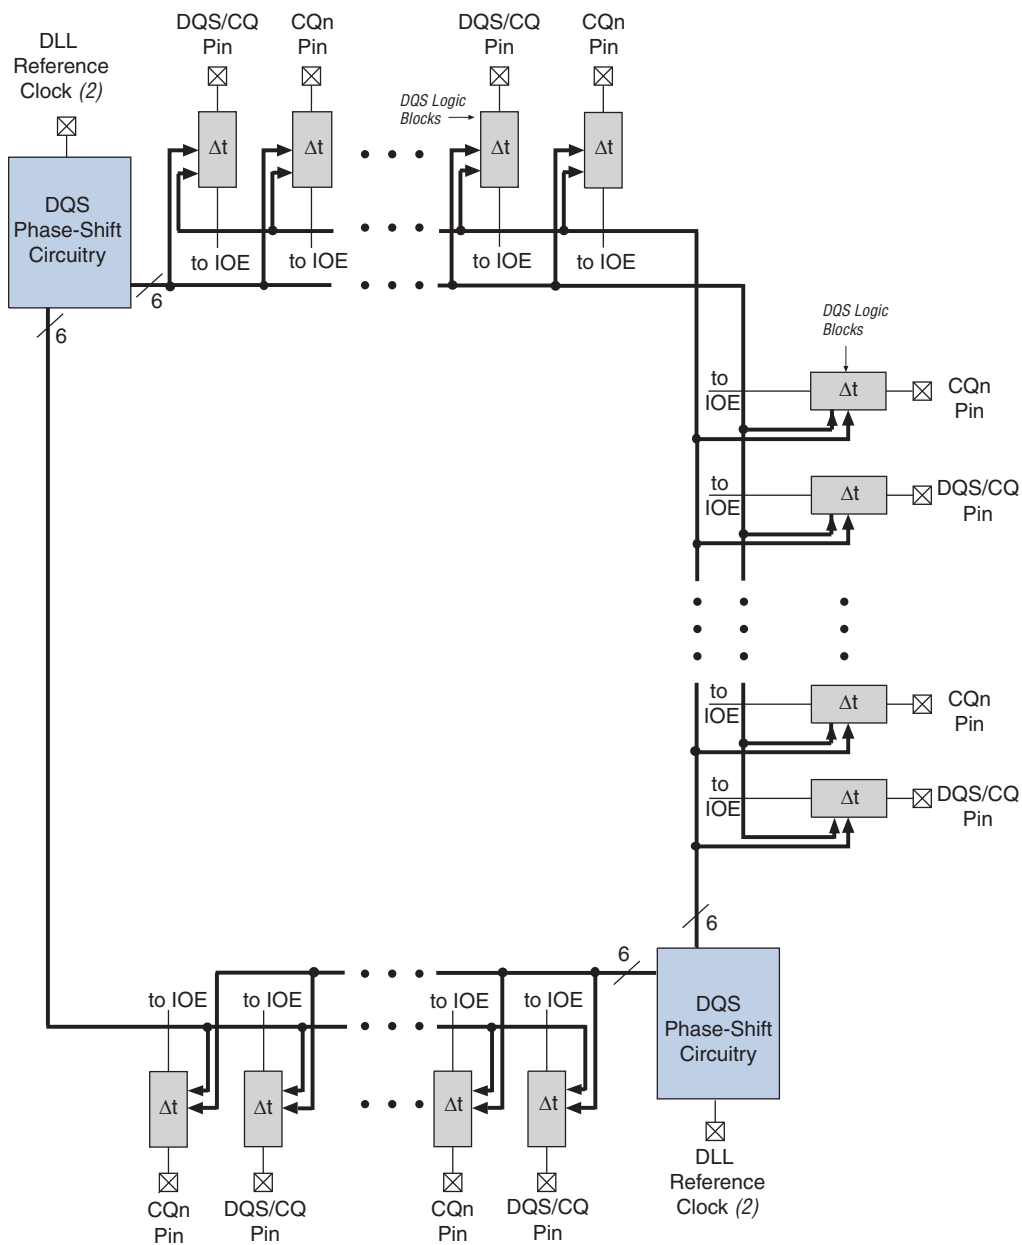 DLL
Reference
Clock (2)
DQS/CQ
Pin
CQn
Pin
DQS/CQ
Pin
CQn
Pin
DQS Logic
Blocks
Δt
Δt
Δt
Δt
DQS
Phase-Shift
Circuitry
to IOE
to IOE
to IOE
to IOE
6
6
DQS Logic
Blocks
to
IOE
Δt
CQn
Pin
to
IOE
Δt
DQS/CQ
Pin
to
IOE
Δt
CQn
Pin
to
IOE
Δt
DQS/CQ
Pin
6
6
DQS
Phase-Shift
Circuitry
to IOE
to IOE
to IOE
to IOE
Δt
Δt
Δt
Δt
CQn
Pin
DQS/CQ
Pin
CQn
Pin
DQS/CQ
Pin
DLL
Reference
Clock (2)